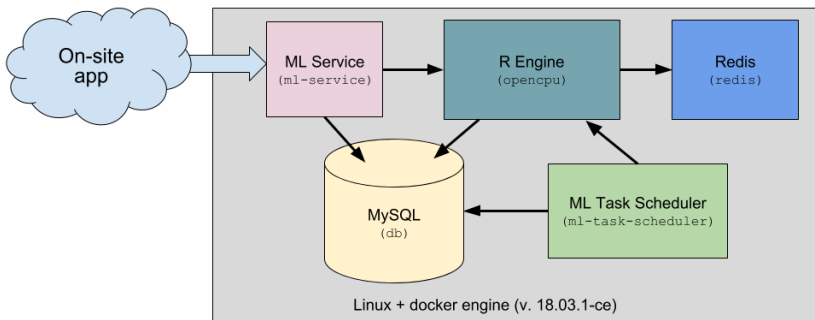 On-site
app
ML Service
(ml-service)
R Engine
(opencpu)
Redis
(redis)
MySQL
(db)
ML Task Scheduler
(ml-task-scheduler)
Linux + docker engine (v. 18.03.1-ce)